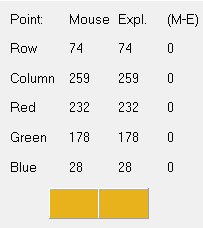 Point: Mouse Expl. (M-E)
Row 74 74 0
Column 259 259 0
Red 232 232 0
Green 178 178 0
Blue 28 28 0